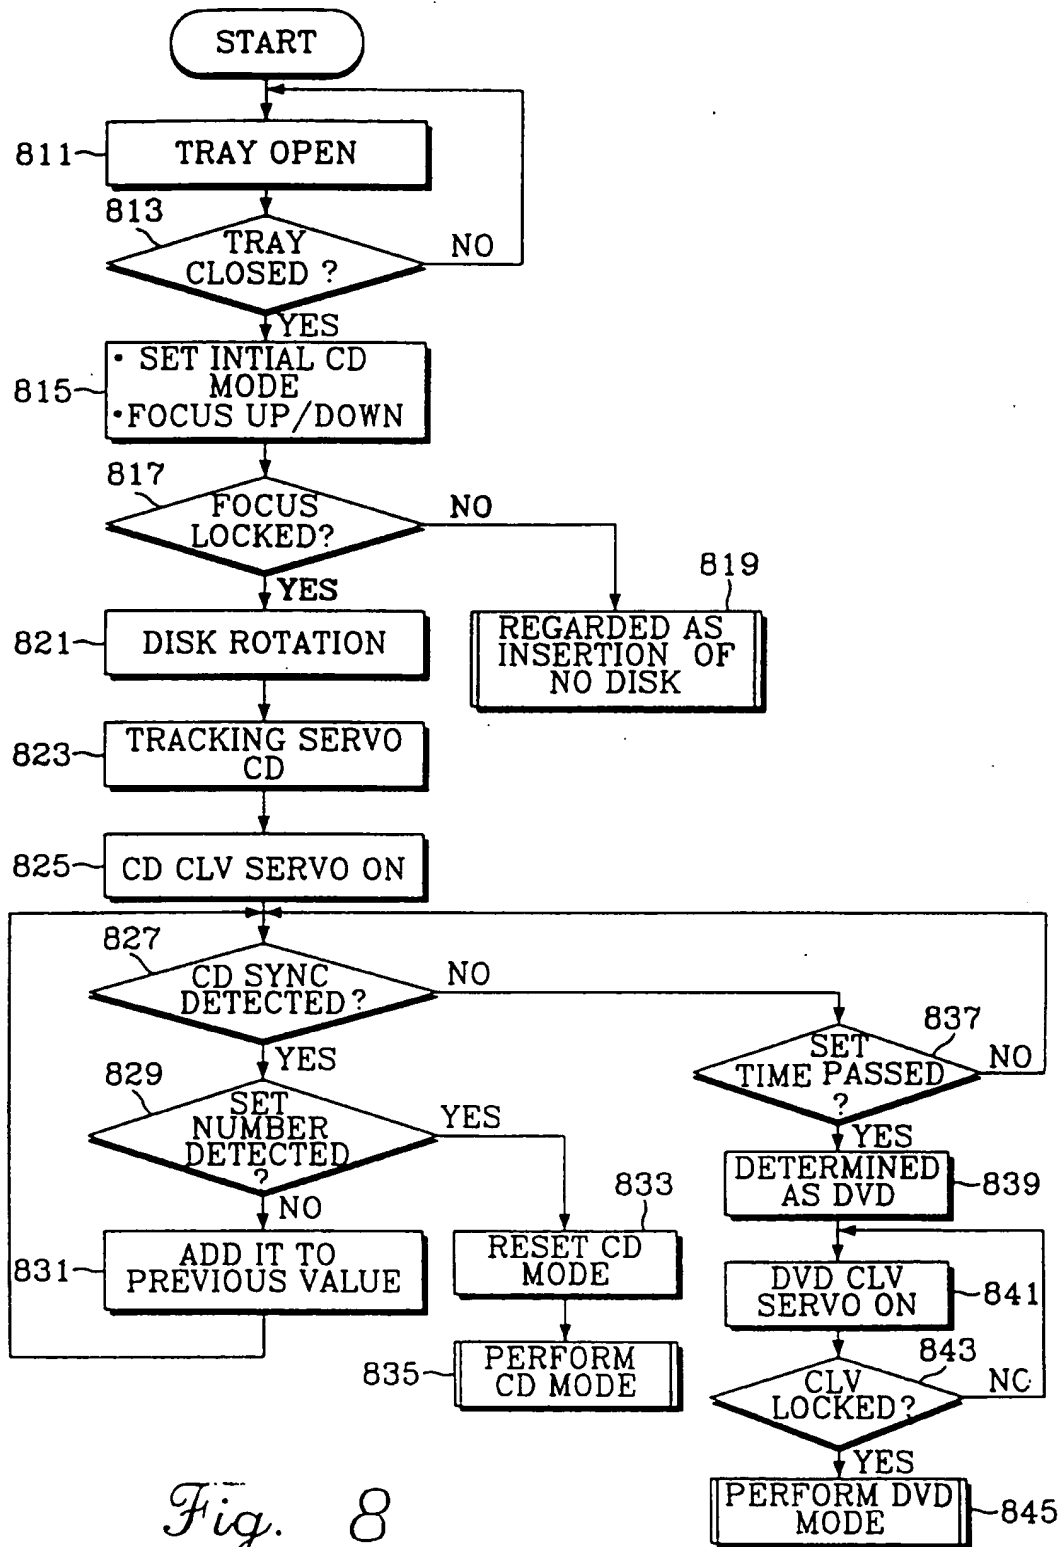 START
811
TRAY OPEN
813
TRAY
CLOSED ?
NO
YES
815
• SET INTIAL CD
MODE
•FOCUS UP/DOWN
817
FOCUS
LOCKED?
NO
YES
819
REGARDED AS
INSERTION OF
NO DISK
821
DISK ROTATION
823
TRACKING SERVO
CD
825
CD CLV SERVO ON
827
CD SYNC
DETECTED?
NO
YES
837
SET
TIME PASSED
?
NO
YES
829
SET
NUMBER
DETECTED
?
YES
NO
839
DETERMINED
AS DVD
831
ADD IT TO
PREVIOUS VALUE
833
RESET CD
MODE
841
DVD CLV
SERVO ON
835
PERFORM
CD MODE
843
CLV
LOCKED?
NO
YES
845
PERFORM DVD
MODE
Fig. 8